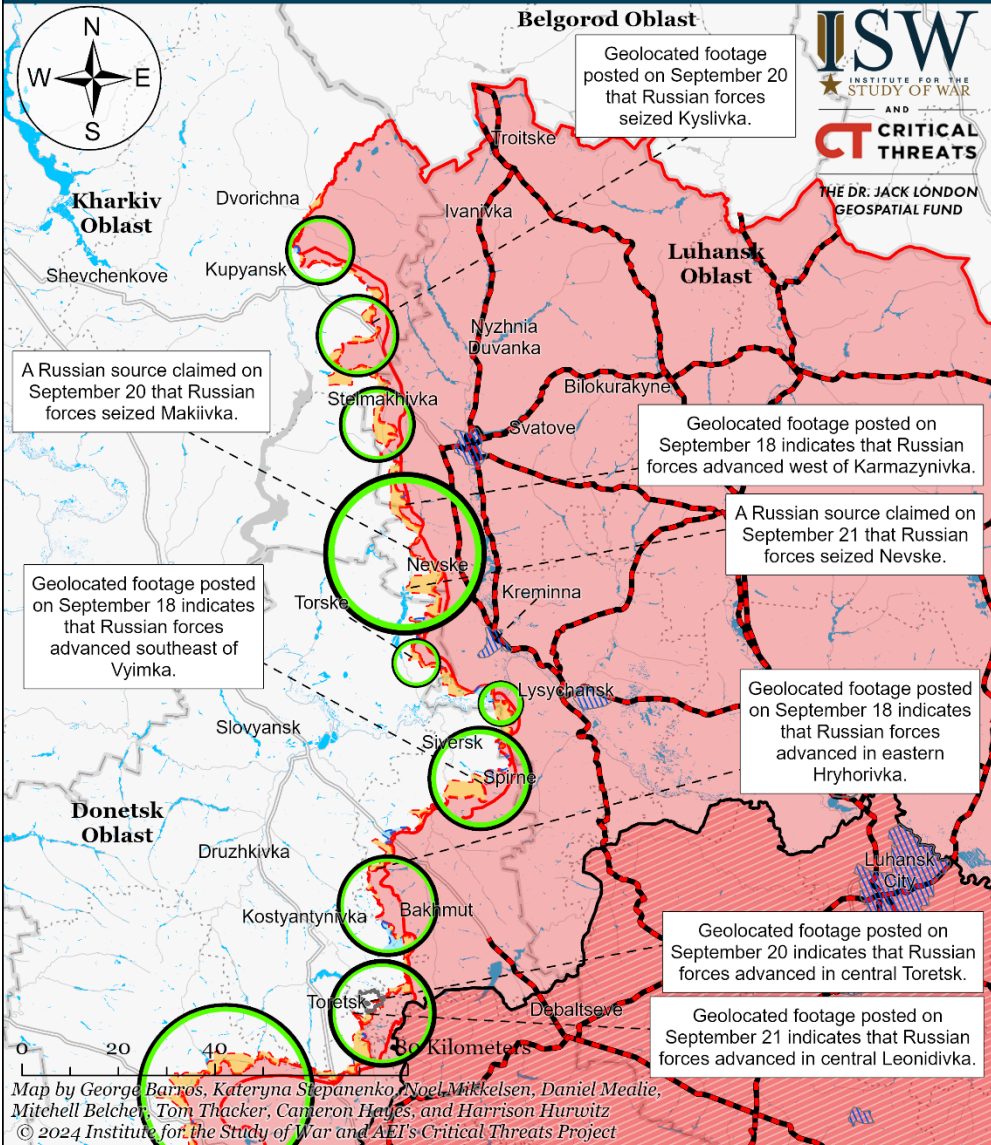 Belgorod Oblast
N
W
E
S
Geolocated footage
posted on September 20
that Russian forces
seized Kyslivka.
ISW
INSTITUTE FOR THE
STUDY OF WAR
AND
CT CRITICAL
THREATS
THE DR. JACK LONDON
GEOSPATIAL FUND
Troitske
Dvorichna
Kharkiv
Oblast
Ivanivka
Luhansk
Oblast
Shevchenkove
Kupyansk
Nyzhnia
Duvanka
A Russian source claimed on
September 20 that Russian
forces seized Makiivka.
Bilokurakyne
Stelmakhivka
Svatove
Geolocated footage posted on
September 18 indicates that Russian
forces advanced west of Karmazynivka.
A Russian source claimed on
September 21 that Russian
forces seized Nevske.
Nevske
Geolocated footage posted
on September 18 indicates
that Russian forces
advanced southeast of
Vyimka.
Torske
Kreminna
Lysychansk
Geolocated footage posted
on September 18 indicates
that Russian forces
advanced in eastern
Hryhorivka.
Slovyansk
Siversk
Spirne
Donetsk
Oblast
Druzhkivka
Luhansk
City
Kostyantynivka
Bakhmut
Geolocated footage posted on
September 20 indicates that Russian
forces advanced in central Toretsk.
Toretsk
Debaltseve
Geolocated footage posted on
September 21 indicates that Russian
forces advanced in central Leonidivka.
0 20 40 80 Kilometers
Map by George Barros, Kateryna Stepanenko, Noel Mikkelsen, Daniel Mealie,
Mitchell Belcher, Tom Thacker, Cameron Hayes, and Harrison Hurwitz
© 2024 Institute for the Study of War and AEI's Critical Threats Project